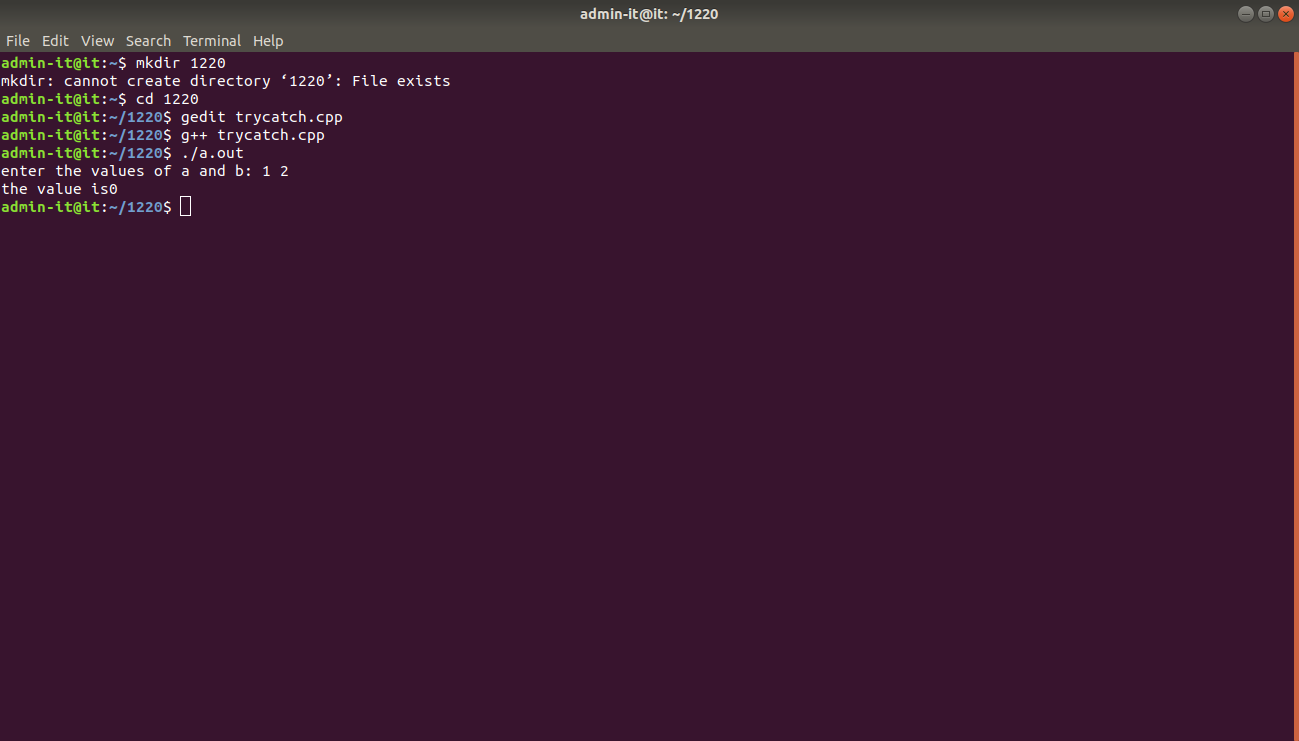 admin-it@it: ~/1220
File Edit View Search Terminal Help
admin-it@it:~$ mkdir 1220
mkdir: cannot create directory ‘1220’: File exists
admin-it@it:~$ cd 1220
admin-it@it:~/1220$ gedit trycatch.cpp
admin-it@it:~/1220$ g++ trycatch.cpp
admin-it@it:~/1220$ ./a.out
enter the values of a and b: 1 2
the value is0
admin-it@it:~/1220$